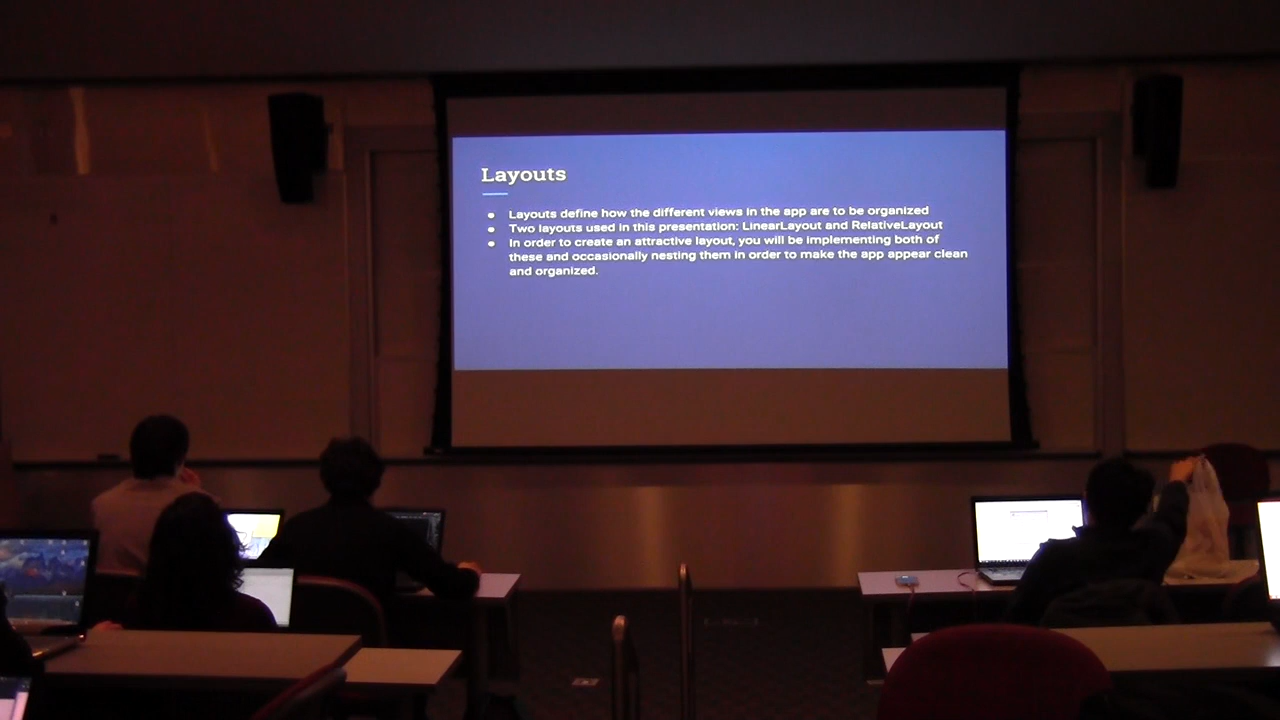 Layouts
● Layouts define how the different views in the app are to be organized
● Two layouts used in this presentation: LinearLayout and RelativeLayout
● In order to create an attractive layout, you will be implementing both of
these and occasionally nesting them in order to make the app appear clean
and organized.